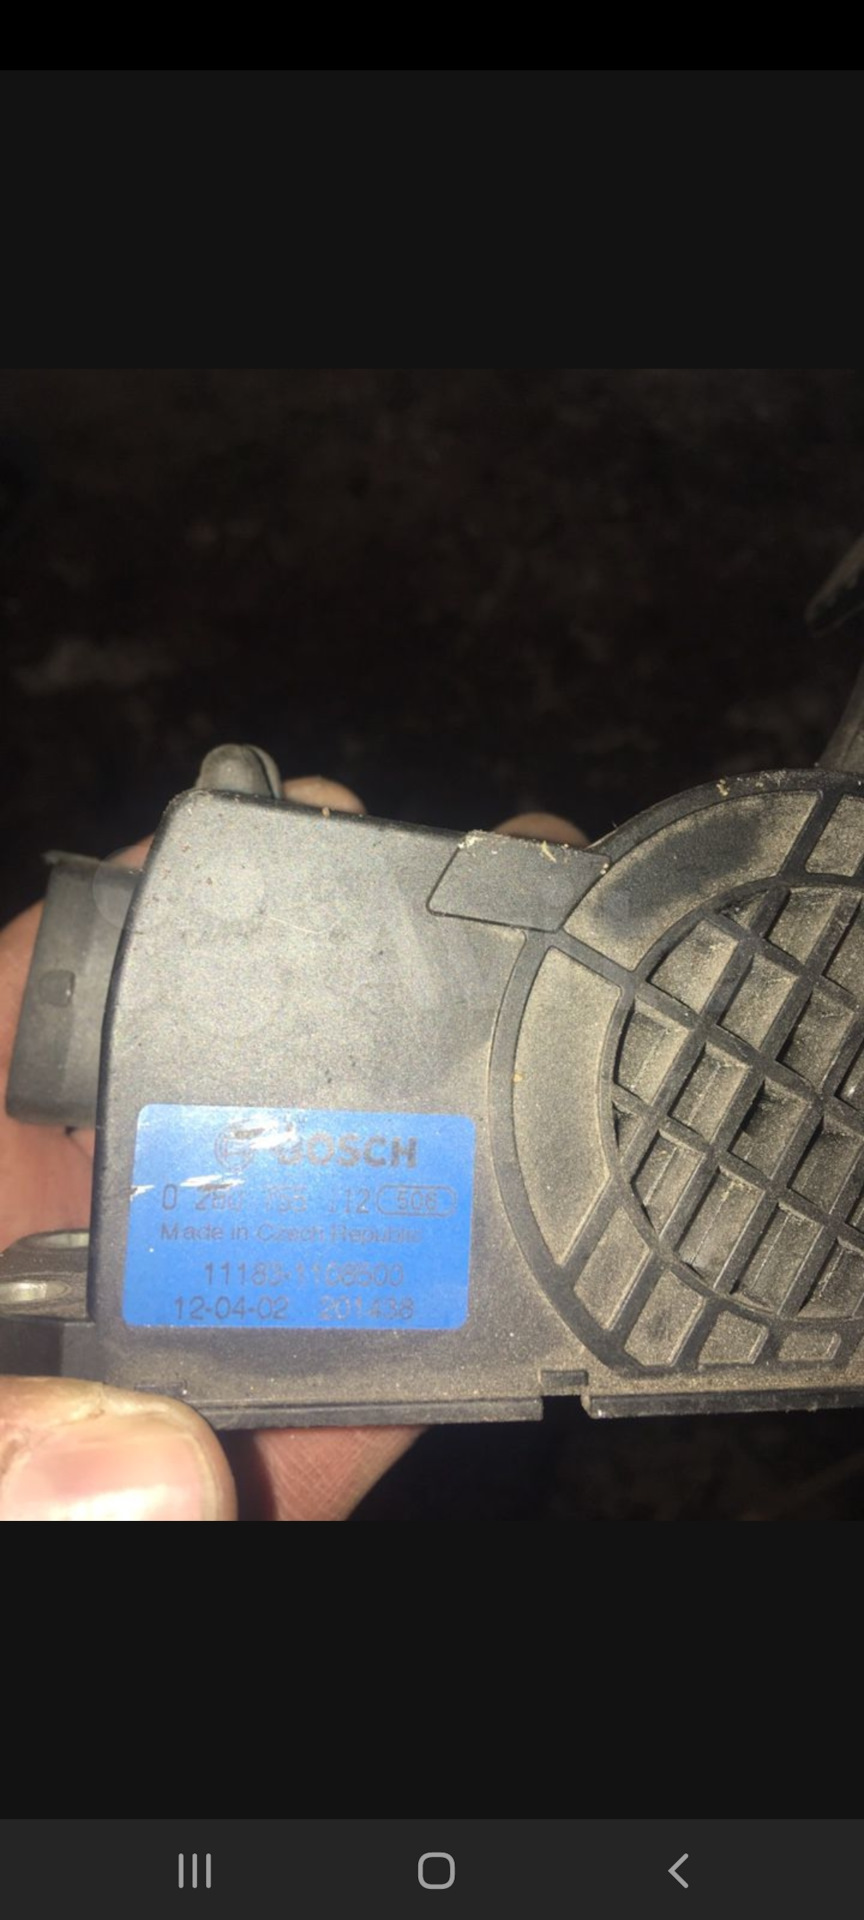 BOSCH
0 280 755 112 506
Made in Czech Republic
11183-1108500
12-04-02 201438